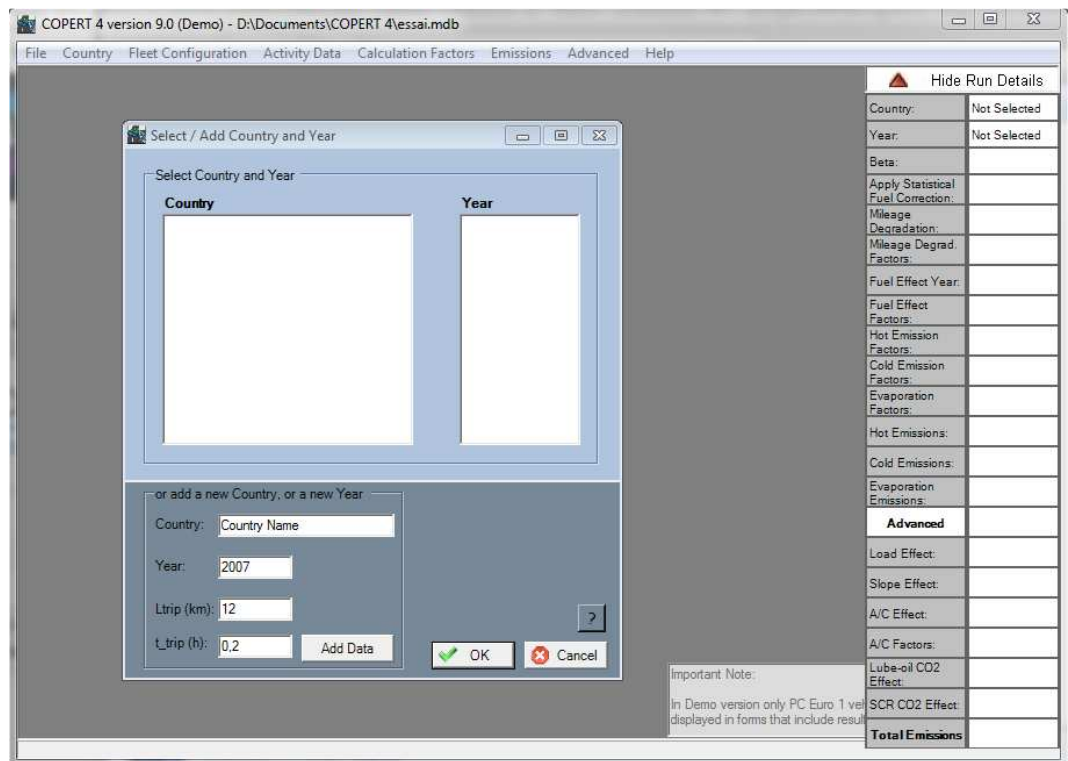 COPERT 4 version 9.0 (Demo) - D:\Documents\COPERT 4\essai.mdb
File Country Fleet Configuration Activity Data Calculation Factors Emissions Advanced Help
Select / Add Country and Year
Select Country and Year
Country Year
or add a new Country, or a new Year
Country: Country Name
Year: 2007
Ltrip (km): 12
t_trip (h): 0,2
Add Data
?
OK
Cancel
Important Note:
In Demo version only PC Euro 1
displayed in forms that include
Hide Run Details
Country: Not Selected
Year: Not Selected
Beta:
Apply Statistical
Fuel Correction:
Mileage
Degradation:
Mileage Degrad.
Factors:
Fuel Effect Year:
Fuel Effect
Factors:
Hot Emission
Factors:
Cold Emission
Factors:
Evaporation
Factors:
Hot Emissions:
Cold Emissions:
Evaporation
Emissions:
Advanced
Load Effect:
Slope Effect:
A/C Effect:
A/C Factors:
Lube-oil CO2
Effect:
SCR CO2 Effect:
Total Emissions